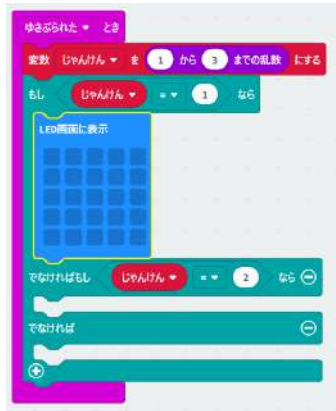 ゆさぶられた とき
変数 じゃんけん を 1 から 3 までの乱数 にする
もし じゃんけん = 1 なら
LED画面に表示
でなければもし じゃんけん = 2 なら
でなければ